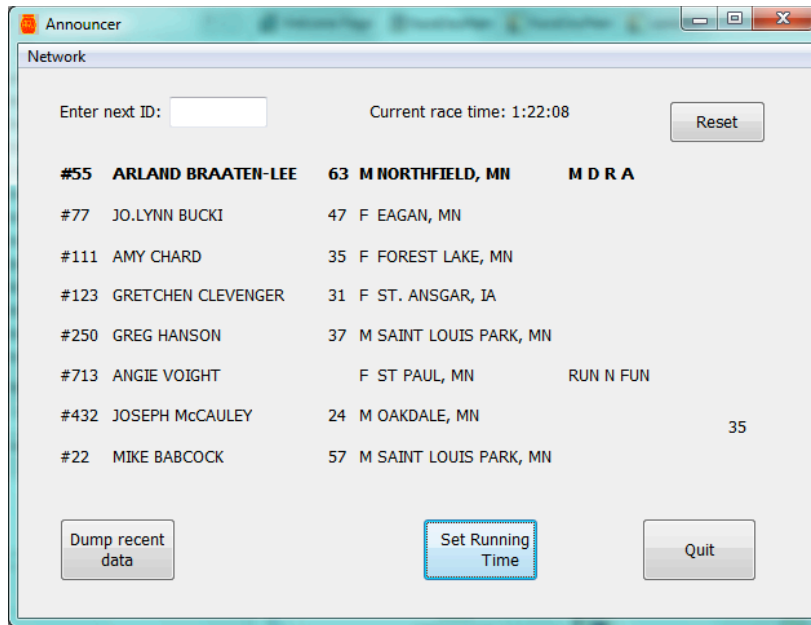 Announcer
Network
Enter next ID: Current race time: 1:22:08 Reset
#55 ARLAND BRAATEN-LEE 63 M NORTHFIELD, MN M D R A
#77 JO.LYNN BUCKI 47 F EAGAN, MN
#111 AMY CHARD 35 F FOREST LAKE, MN
#123 GRETCHEN CLEVENGER 31 F ST. ANSGAR, IA
#250 GREG HANSON 37 M SAINT LOUIS PARK, MN
#713 ANGIE VOIGHT F ST PAUL, MN RUN N FUN
#432 JOSEPH McCAULEY 24 M OAKDALE, MN
35
#22 MIKE BABCOCK 57 M SAINT LOUIS PARK, MN
Dump recent
data
Set Running
Time
Quit